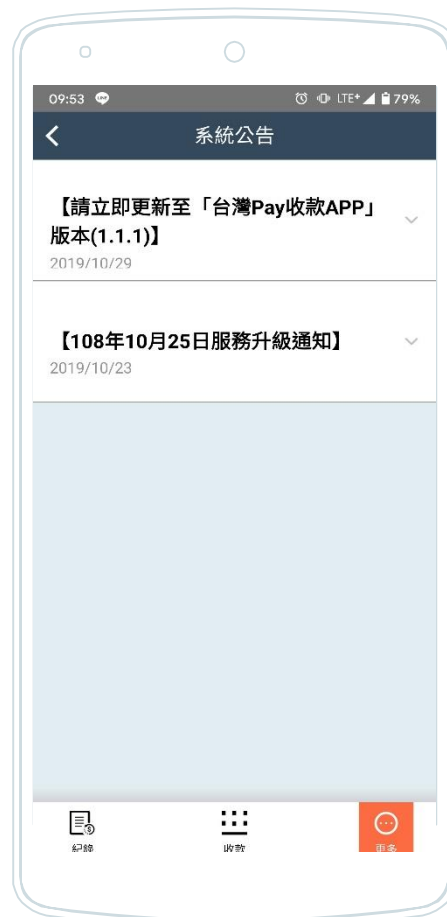 09:53 LTE+ 79%
系統公告
【請立即更新至「台灣Pay收款APP」
版本(1.1.1)】
2019/10/29
【108年10月25日服務升級通知】
2019/10/23
紀錄 收款 更多